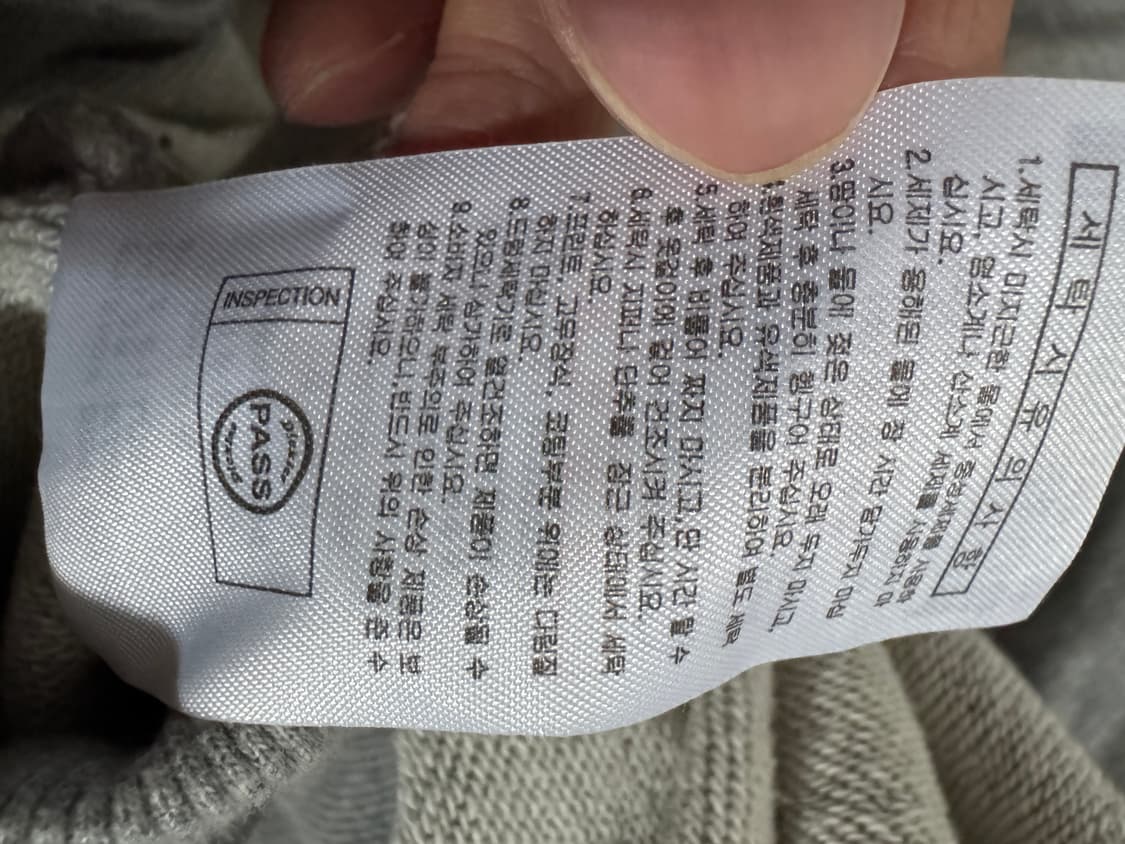 세탁시유의사항
1.세탁시 미지근한 물에서 중성세제를 사용하
시고, 염소계나 산소계 세제를 사용하지 마
십시요.
2.세제가 용해된 물에 장 시간 담가두지 마십
시요.
3.땀이나 물에 젖은 상태로 오래 두지 마시고,
세탁 후 충분히 헹구어 주십시요.
흰색제품과 유색제품을 분리하여 별도 세탁
하여 주십시요.
5.세탁 후 비틀어 짜지 마시고,단 시간 탈수
후 옷걸이에 걸어 건조시켜 주십시요.
6.세탁시 지퍼나 단추를 잠근 상태에서 세탁
하십시요.
7.프린트, 고무장식, 코팅부분 위에는 다림질
하지 마십시요.
8.드럼세탁기로 열건조하면 제품이 손상될 수
있으니 삼가하여 주십시요.
9.소비자 세탁 부주의로 인한 손상 제품은 보
상이 불가하오니,반드시 위의 사항을 준수
하여 주십시요.
INSPECTION
PASS